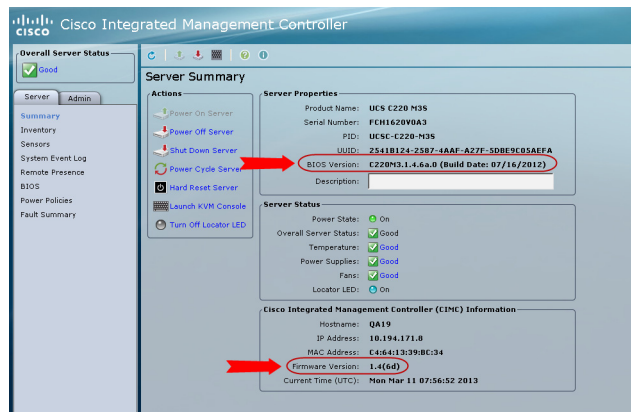 cisco
Cisco Integrated Management Controller
Overall Server Status
Good
Server
Admin
Summary
Inventory
Sensors
System Event Log
Remote Presence
BIOS
Power Policies
Fault Summary
Server Summary
Actions
Power On Server
Power Off Server
Shut Down Server
Power Cycle Server
Hard Reset Server
Launch KVM Console
Turn Off Locator LED
Server Properties
Product Name: UCS C220 M3S
Serial Number: FCH1620V0A3
PID: UCSC-C220-M3S
UUID: 2541B124-2587-4AAF-A27F-5DBE9C05AEFA
BIOS Version: C220M3.1.4.6a.0 (Build Date: 07/16/2012)
Description:
Server Status
Power State: On
Overall Server Status: Good
Temperature: Good
Power Supplies: Good
Fans: Good
Locator LED: On
Cisco Integrated Management Controller (CIMC) Information
Hostname: QA19
IP Address: 10.194.171.8
MAC Address: C4:64:13:39:BC:34
Firmware Version: 1.4(6d)
Current Time (UTC): Mon Mar 11 07:56:52 2013